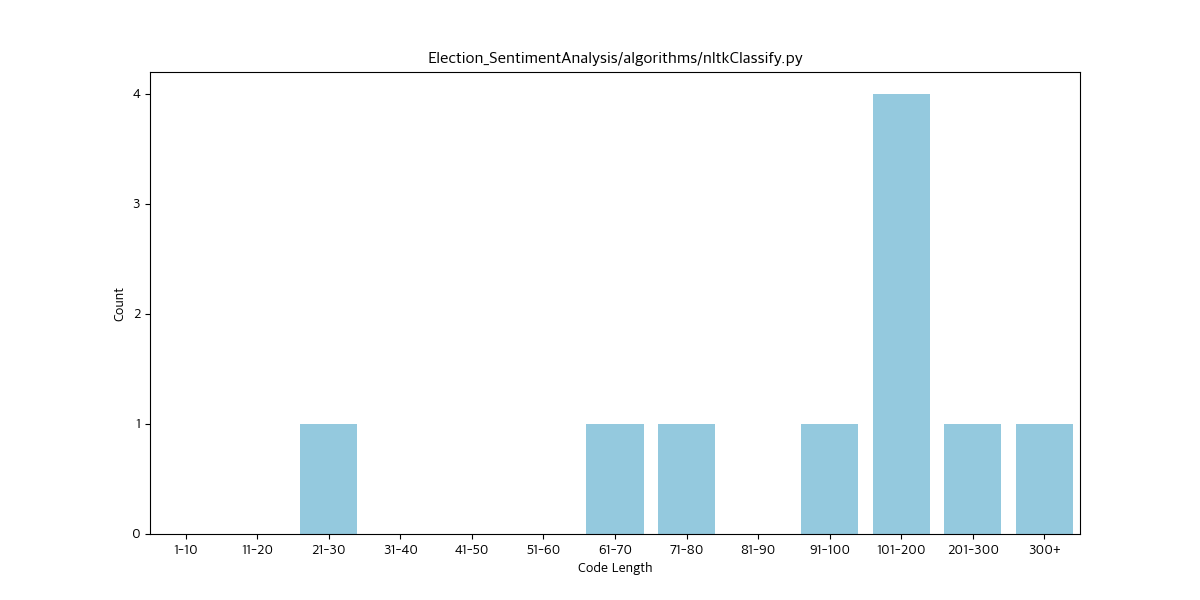 Election_SentimentAnalysis/algorithms/nltkClassify.py
Count
4
3
2
1
0
1-10 11-20 21-30 31-40 41-50 51-60 61-70 71-80 81-90 91-100 101-200 201-300 300+
Code Length